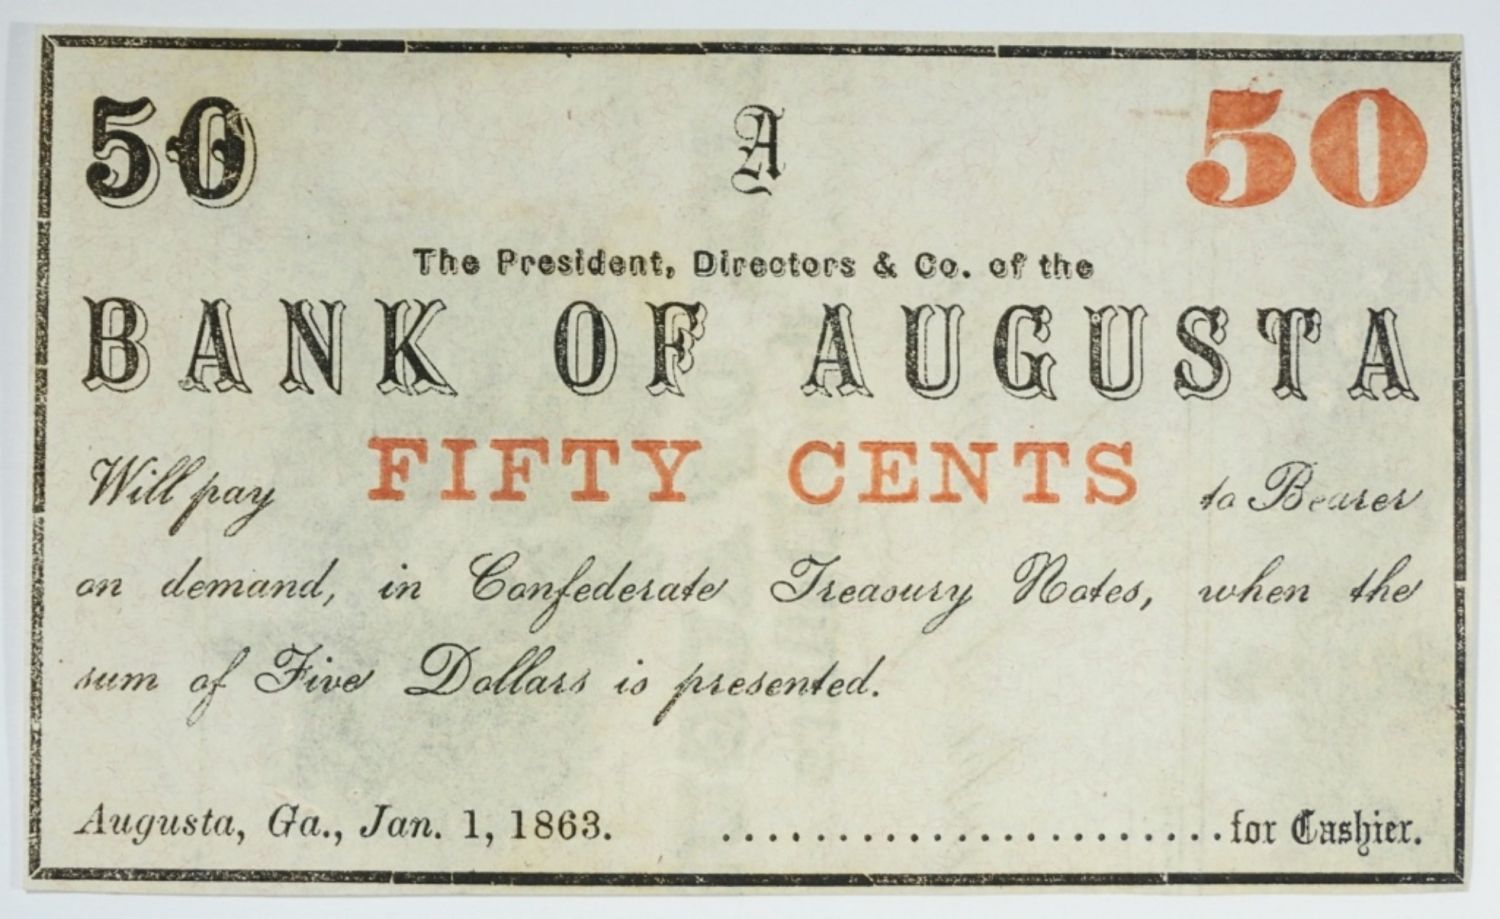 50 A 50
The President, Directors & Co. of the
BANK OF AUGUSTA
Will pay FIFTY CENTS to Bearer
on demand, in Confederate Treasury Notes, when the
sum of Five Dollars is presented.
Augusta, Ga., Jan. 1, 1863. ........................for Cashier.